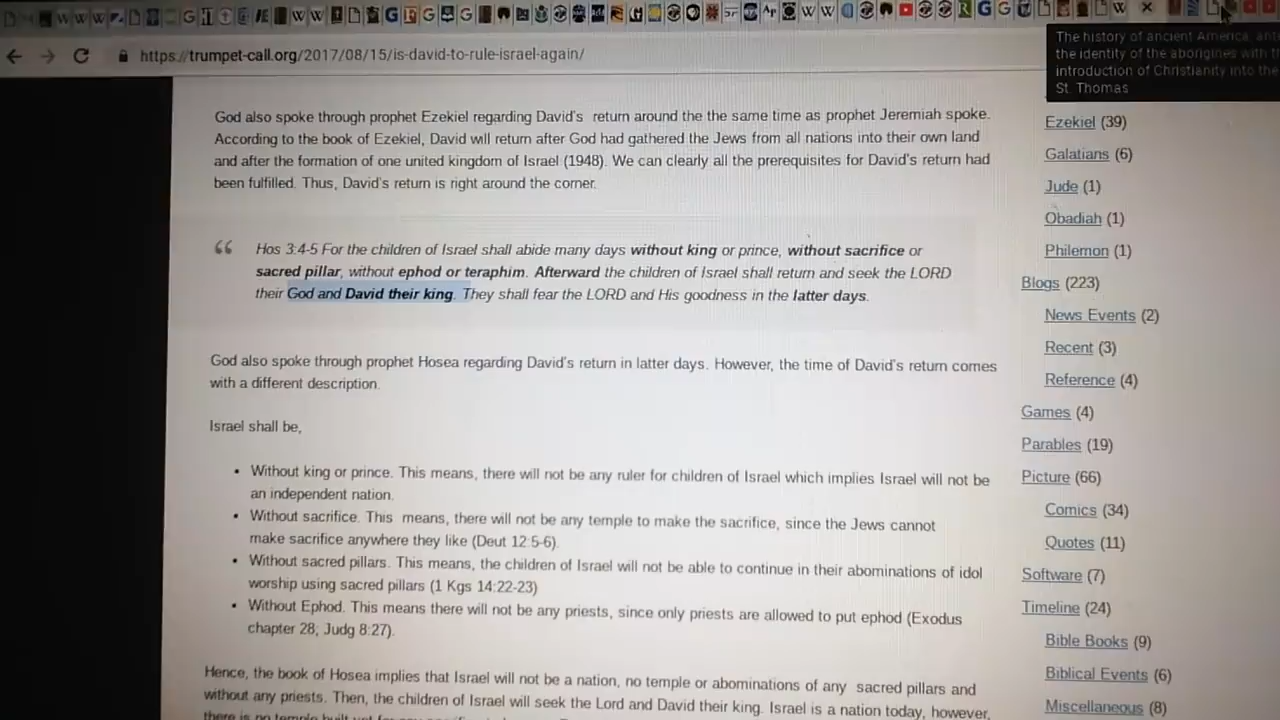 https://trumpet-call.org/2017/08/15/is-david-to-rule-israel-again/
The history of ancient America, 
the identity of the aborigines with
introduction of Christianity into the
St. Thomas
God also spoke through prophet Ezekiel regarding David's return around the the same time as prophet Jeremiah spoke.
According to the book of Ezekiel, David will return after God had gathered the Jews from all nations into their own land
and after the formation of one united kingdom of Israel (1948). We can clearly all the prerequisites for David's return had
been fulfilled. Thus, David's return is right around the corner.
“ Hos 3:4-5 For the children of Israel shall abide many days without king or prince, without sacrifice or
sacred pillar, without ephod or teraphim. Afterward the children of Israel shall return and seek the LORD
their God and David their king. They shall fear the LORD and His goodness in the latter days.
God also spoke through prophet Hosea regarding David's return in latter days. However, the time of David's return comes
with a different description.
Israel shall be,
• Without king or prince. This means, there will not be any ruler for children of Israel which implies Israel will not be
an independent nation.
• Without sacrifice. This means, there will not be any temple to make the sacrifice, since the Jews cannot
make sacrifice anywhere they like (Deut 12:5-6).
• Without sacred pillars. This means, the children of Israel will not be able to continue in their abominations of idol
worship using sacred pillars (1 Kgs 14:22-23)
• Without Ephod. This means there will not be any priests, since only priests are allowed to put ephod (Exodus
chapter 28; Judg 8:27).
Hence, the book of Hosea implies that Israel will not be a nation, no temple or abominations of any sacred pillars and
without any priests. Then, the children of Israel will seek the Lord and David their king. Israel is a nation today, however,
there is no temple built yet for any
Ezekiel (39)
Galatians (6)
Jude (1)
Obadiah (1)
Philemon (1)
Blogs (223)
News Events (2)
Recent (3)
Reference (4)
Games (4)
Parables (19)
Picture (66)
Comics (34)
Quotes (11)
Software (7)
Timeline (24)
Bible Books (9)
Biblical Events (6)
Miscellaneous (8)